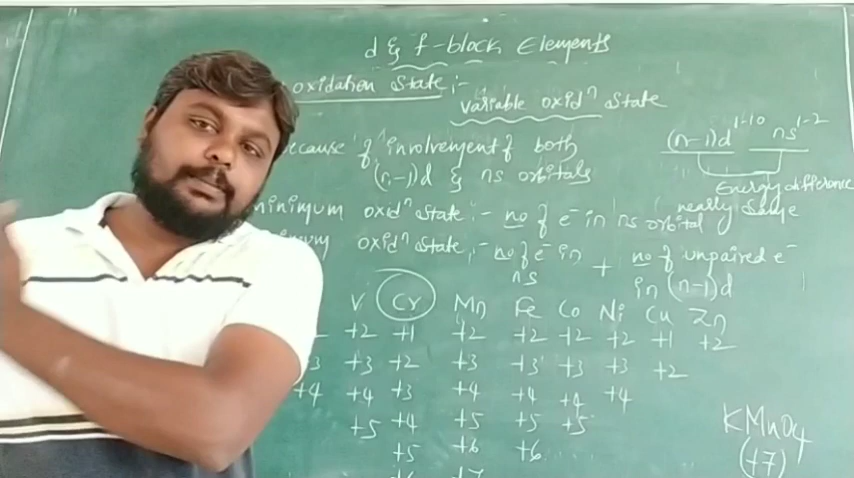 d & f-block Elements
oxidation State :-
variable oxidⁿ State
because of involvement of both
(n-1)d & ns orbitals
(n-1)d¹⁻¹⁰ ns¹⁻²
Energy difference
nearly same
minimum oxidⁿ State :- no of e⁻ in ns orbital
oxidⁿ State :- no of e⁻ in ns + no of unpaired e⁻
in (n-1)d
V Cr Mn Fe Co Ni Cu Zn
+2 +1 +2 +2 +2 +2 +1 +2
+3 +3 +2 +3 +3 +3 +3 +2
+4 +4 +3 +4 +4 +4 +4
+5 +4 +5 +5 +5
+5 +6 +6
+6 +7
KMnO4
(+7)